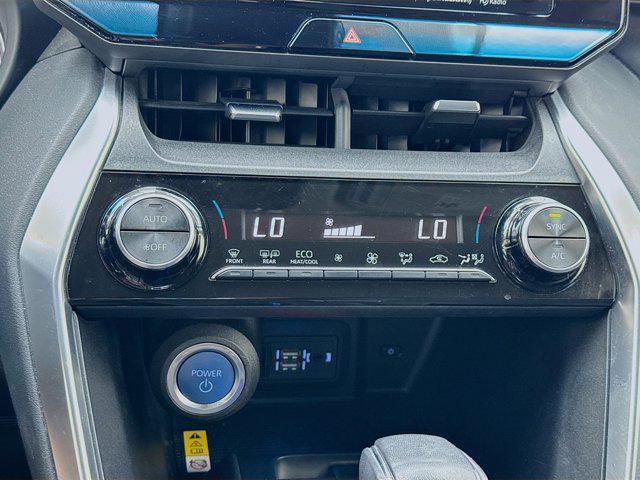 AUTO
OFF
LO
LO
SYNC
A/C
FRONT
REAR
ECO
HEAT/COOL
POWER